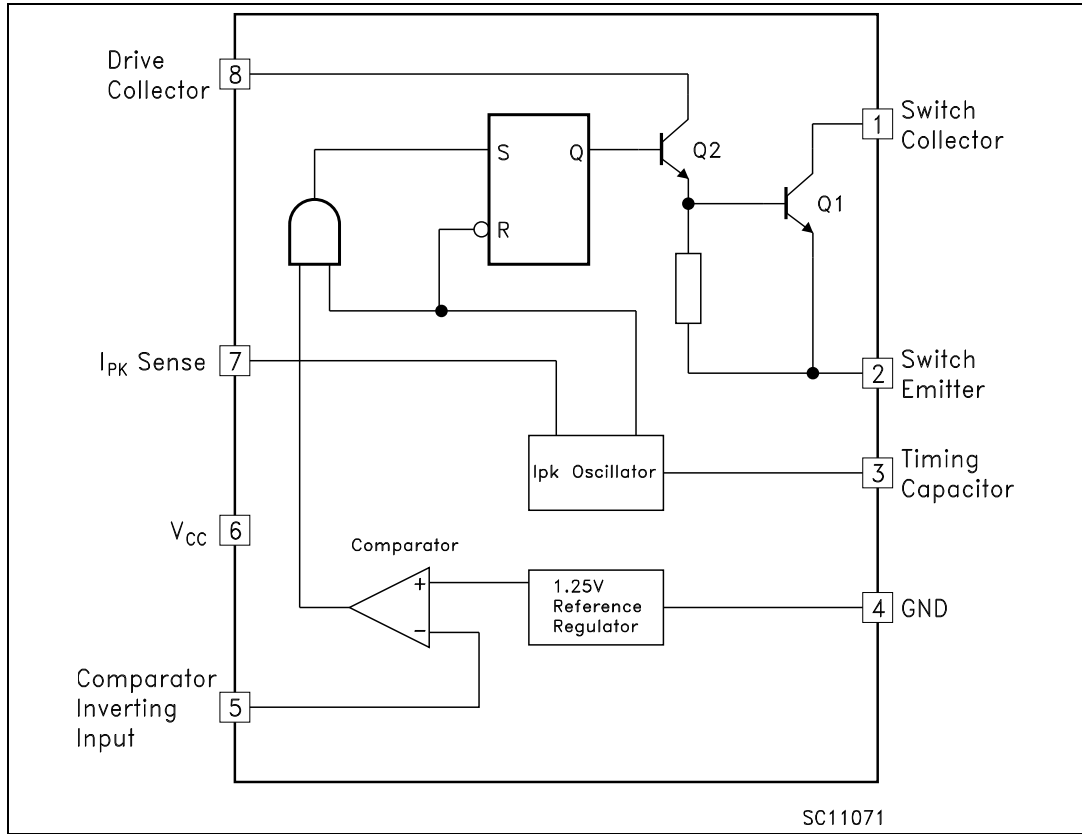 Drive
Collector
8
1
Switch
Collector
S
Q
Q2
Q1
R
IPK Sense
7
2
Switch
Emitter
Ipk Oscillator
3
Timing
Capacitor
VCC
6
Comparator
+
−
1.25V
Reference
Regulator
4
GND
Comparator
Inverting
Input
5
SC11071